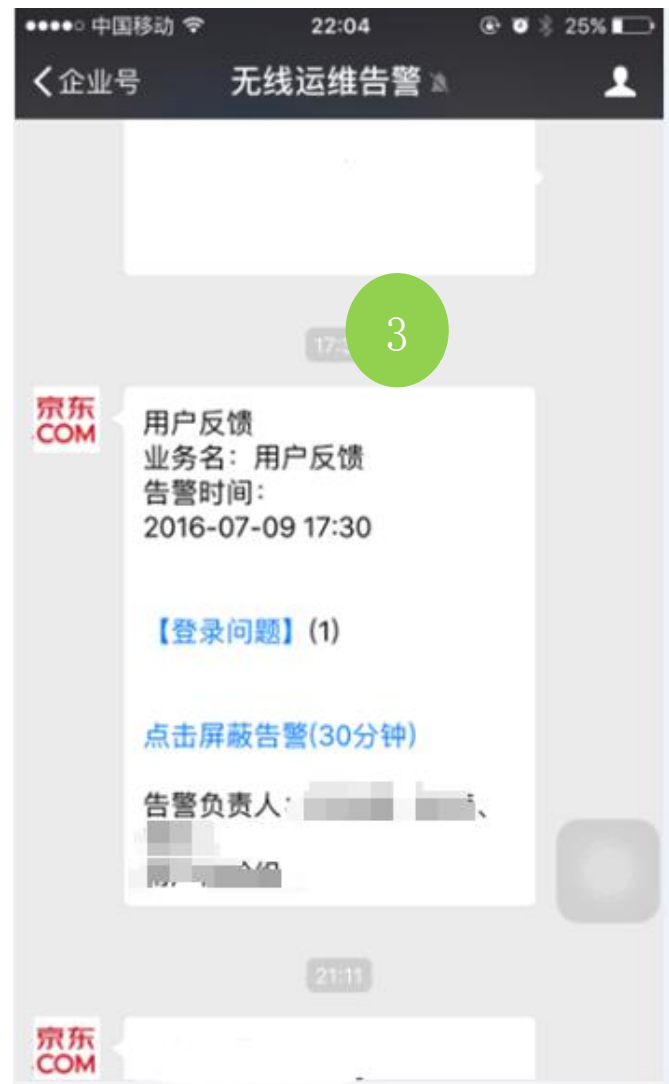 中国移动
22:04
25%
企业号
无线运维告警
3
京东
.COM
用户反馈
业务名：用户反馈
告警时间：
2016-07-09 17:30
【登录问题】(1)
点击屏蔽告警(30分钟)
告警负责人：
21:11
京东
.COM